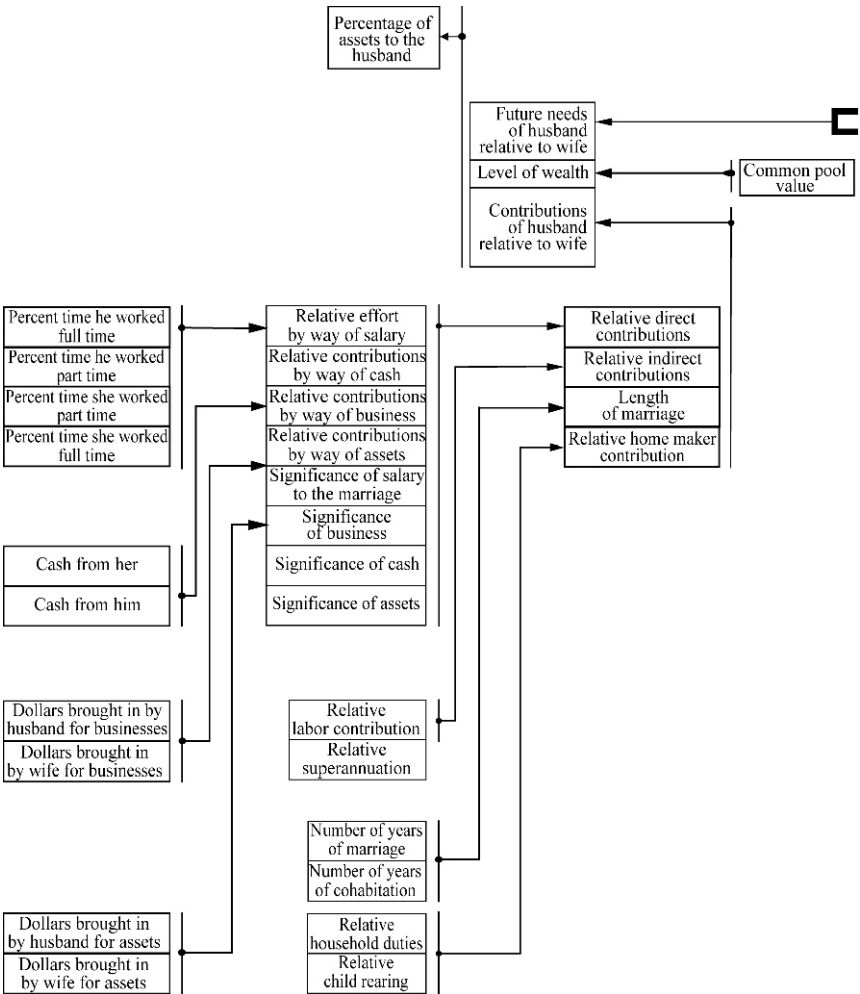 Percentage of
assets to the
husband
Future needs
of husband
relative to wife
Level of wealth
Common pool
value
Contributions
of husband
relative to wife
Percent time he worked
full time
Percent time he worked
part time
Percent time she worked
part time
Percent time she worked
full time
Relative effort
by way of salary
Relative contributions
by way of cash
Relative contributions
by way of business
Relative contributions
by way of assets
Significance of salary
to the marriage
Significance
of business
Significance of cash
Significance of assets
Relative direct
contributions
Relative indirect
contributions
Length
of marriage
Relative home maker
contribution
Cash from her
Cash from him
Dollars brought in by
husband for businesses
Dollars brought in
by wife for businesses
Relative
labor contribution
Relative
superannuation
Number of years
of marriage
Number of years
of cohabitation
Dollars brought in
by husband for assets
Dollars brought in
by wife for assets
Relative
household duties
Relative
child rearing